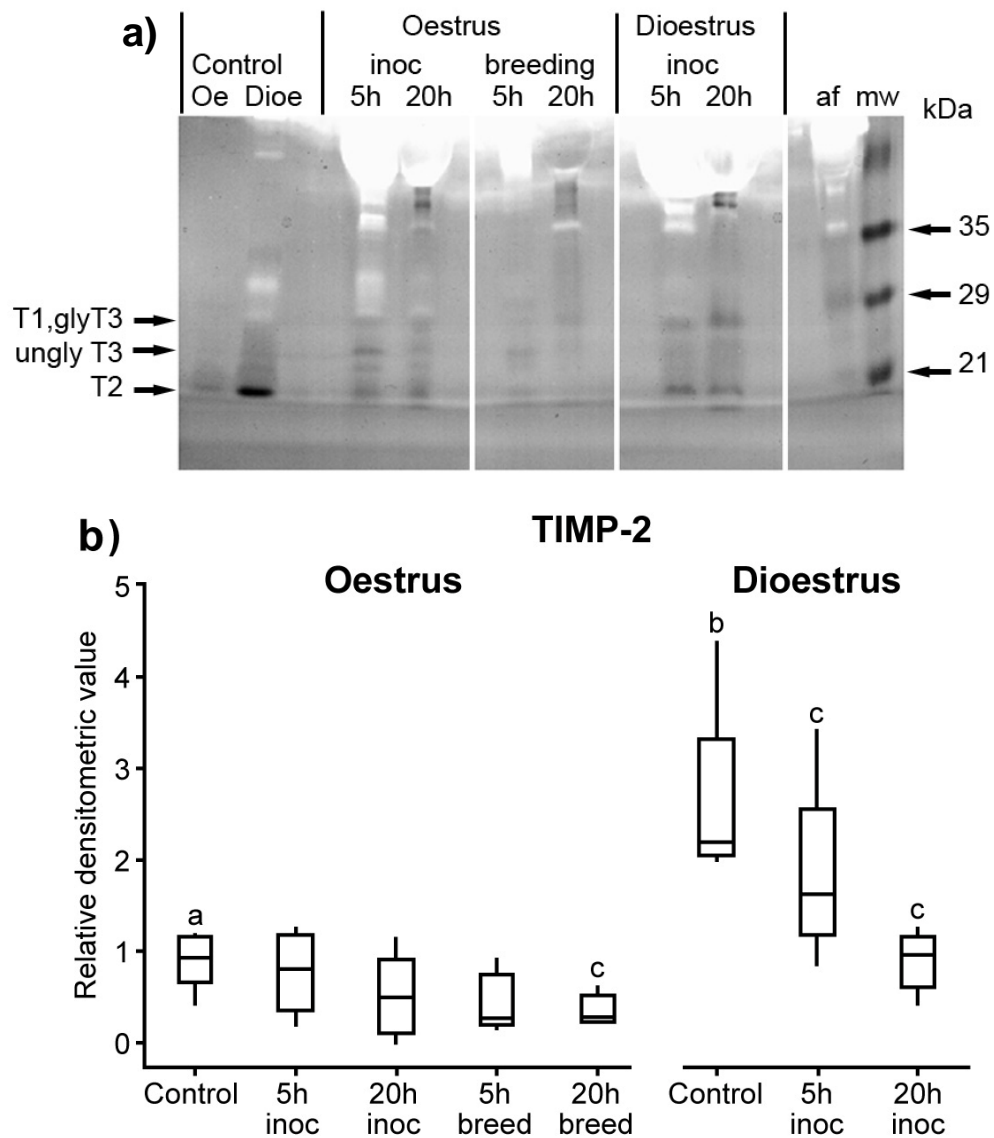 a)
Oestrus Dioestrus
Control inoc breeding inoc
Oe Dioe 5h 20h 5h 20h 5h 20h af mw kDa
35
29
T1,glyT3
ungly T3
21
T2
b)
TIMP-2
Oestrus Dioestrus
Relative densitometric value
5
4
3
2
1
0
a
c
b
c
c
Control 5h 20h 5h 20h Control 5h 20h
inoc inoc breed breed inoc inoc